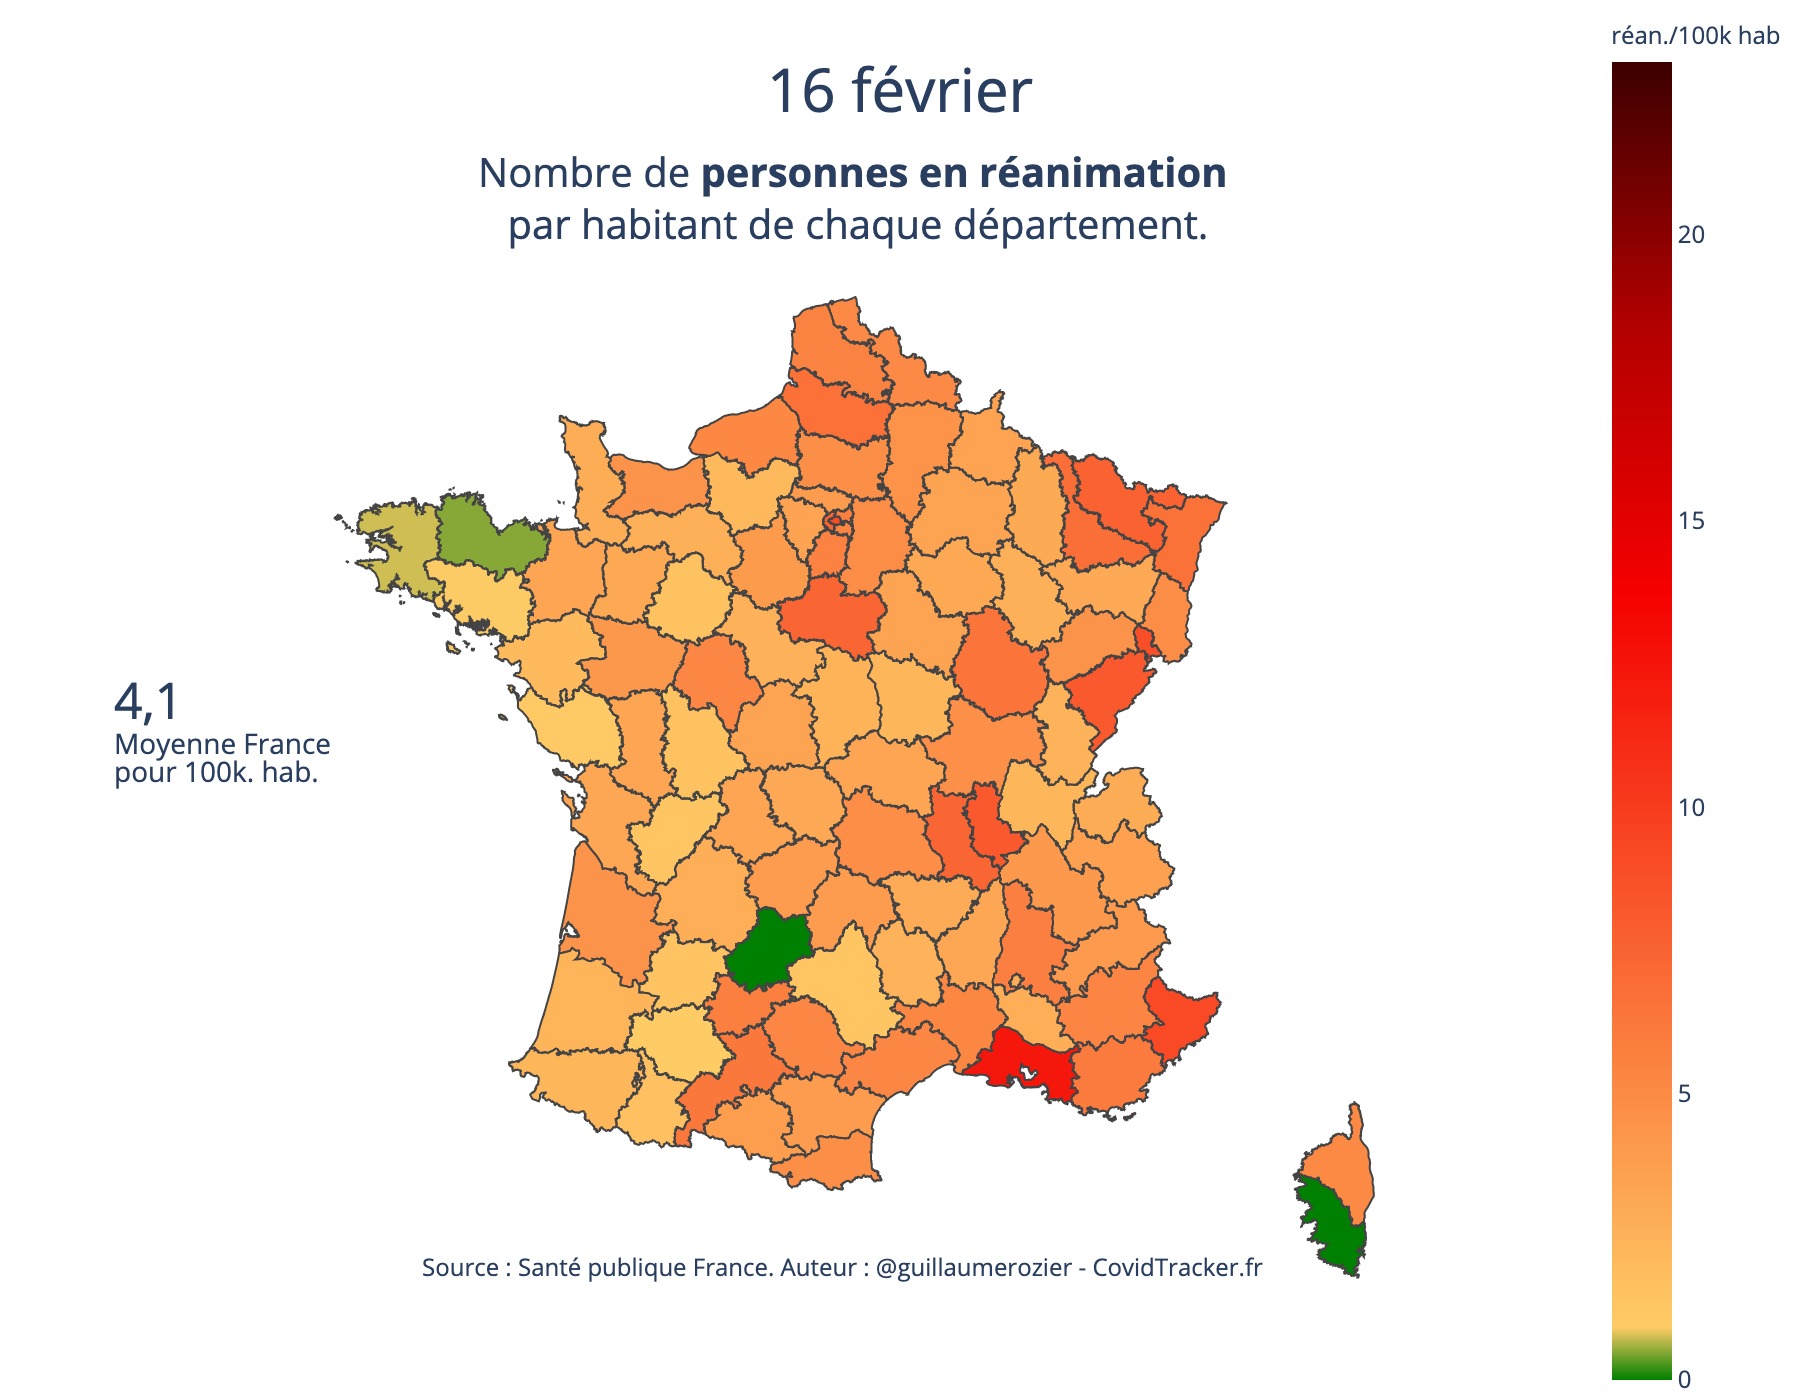 réan./100k hab
16 février
Nombre de personnes en réanimation
par habitant de chaque département.
20
15
4,1
Moyenne France
pour 100k. hab.
10
5
Source : Santé publique France. Auteur : @guillaumerozier - CovidTracker.fr
0